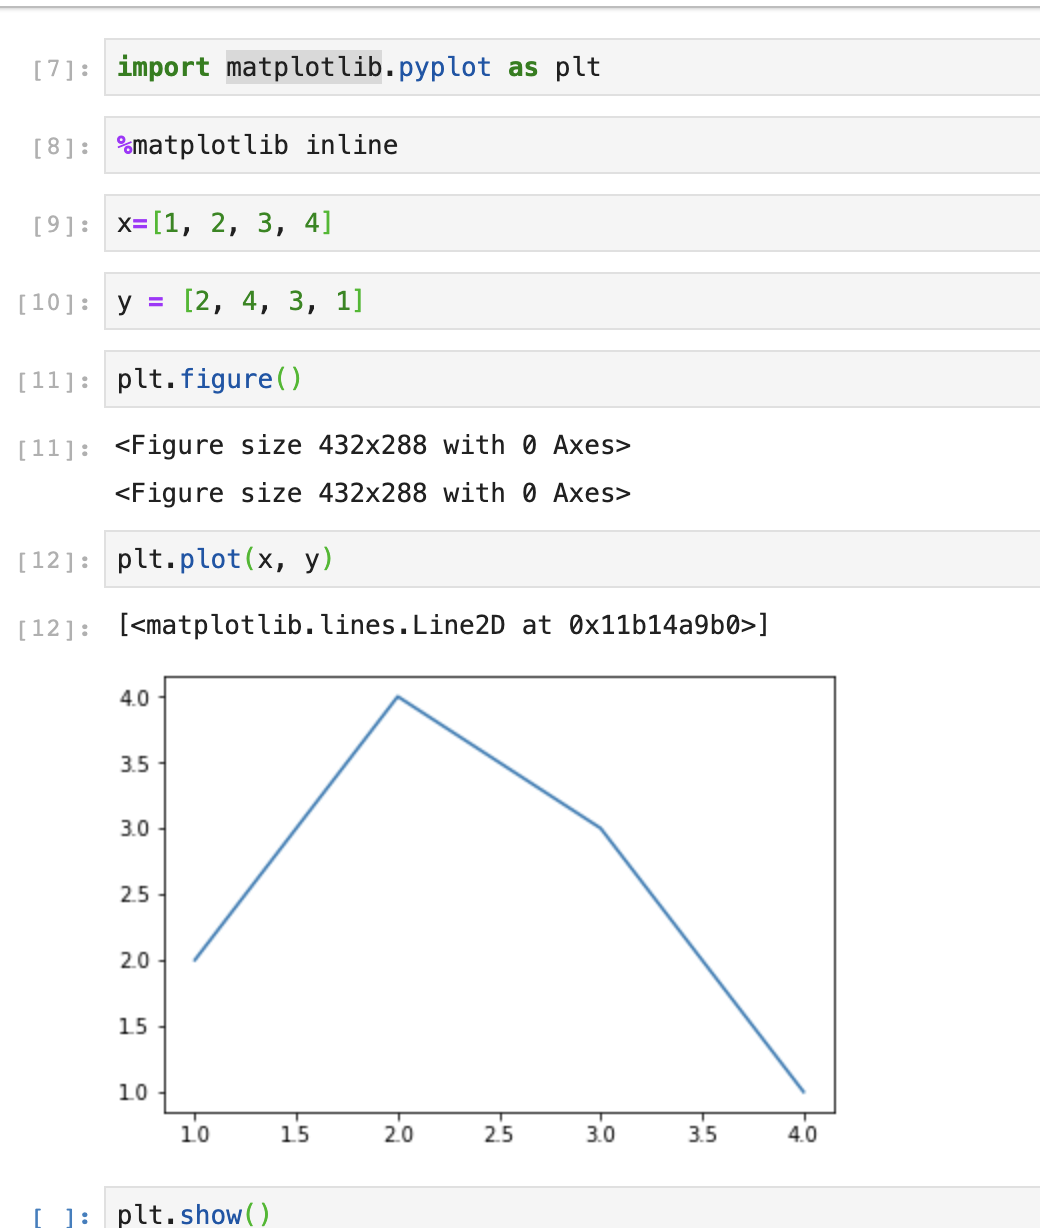 [7]: import matplotlib.pyplot as plt
[8]: %matplotlib inline
[9]: x=[1, 2, 3, 4]
[10]: y = [2, 4, 3, 1]
[11]: plt.figure()
[11]: <Figure size 432x288 with 0 Axes>
<Figure size 432x288 with 0 Axes>
[12]: plt.plot(x, y)
[12]: [<matplotlib.lines.Line2D at 0x11b14a9b0>]
4.0
3.5
3.0
2.5
2.0
1.5
1.0
1.0 1.5 2.0 2.5 3.0 3.5 4.0
[ ]: plt.show()